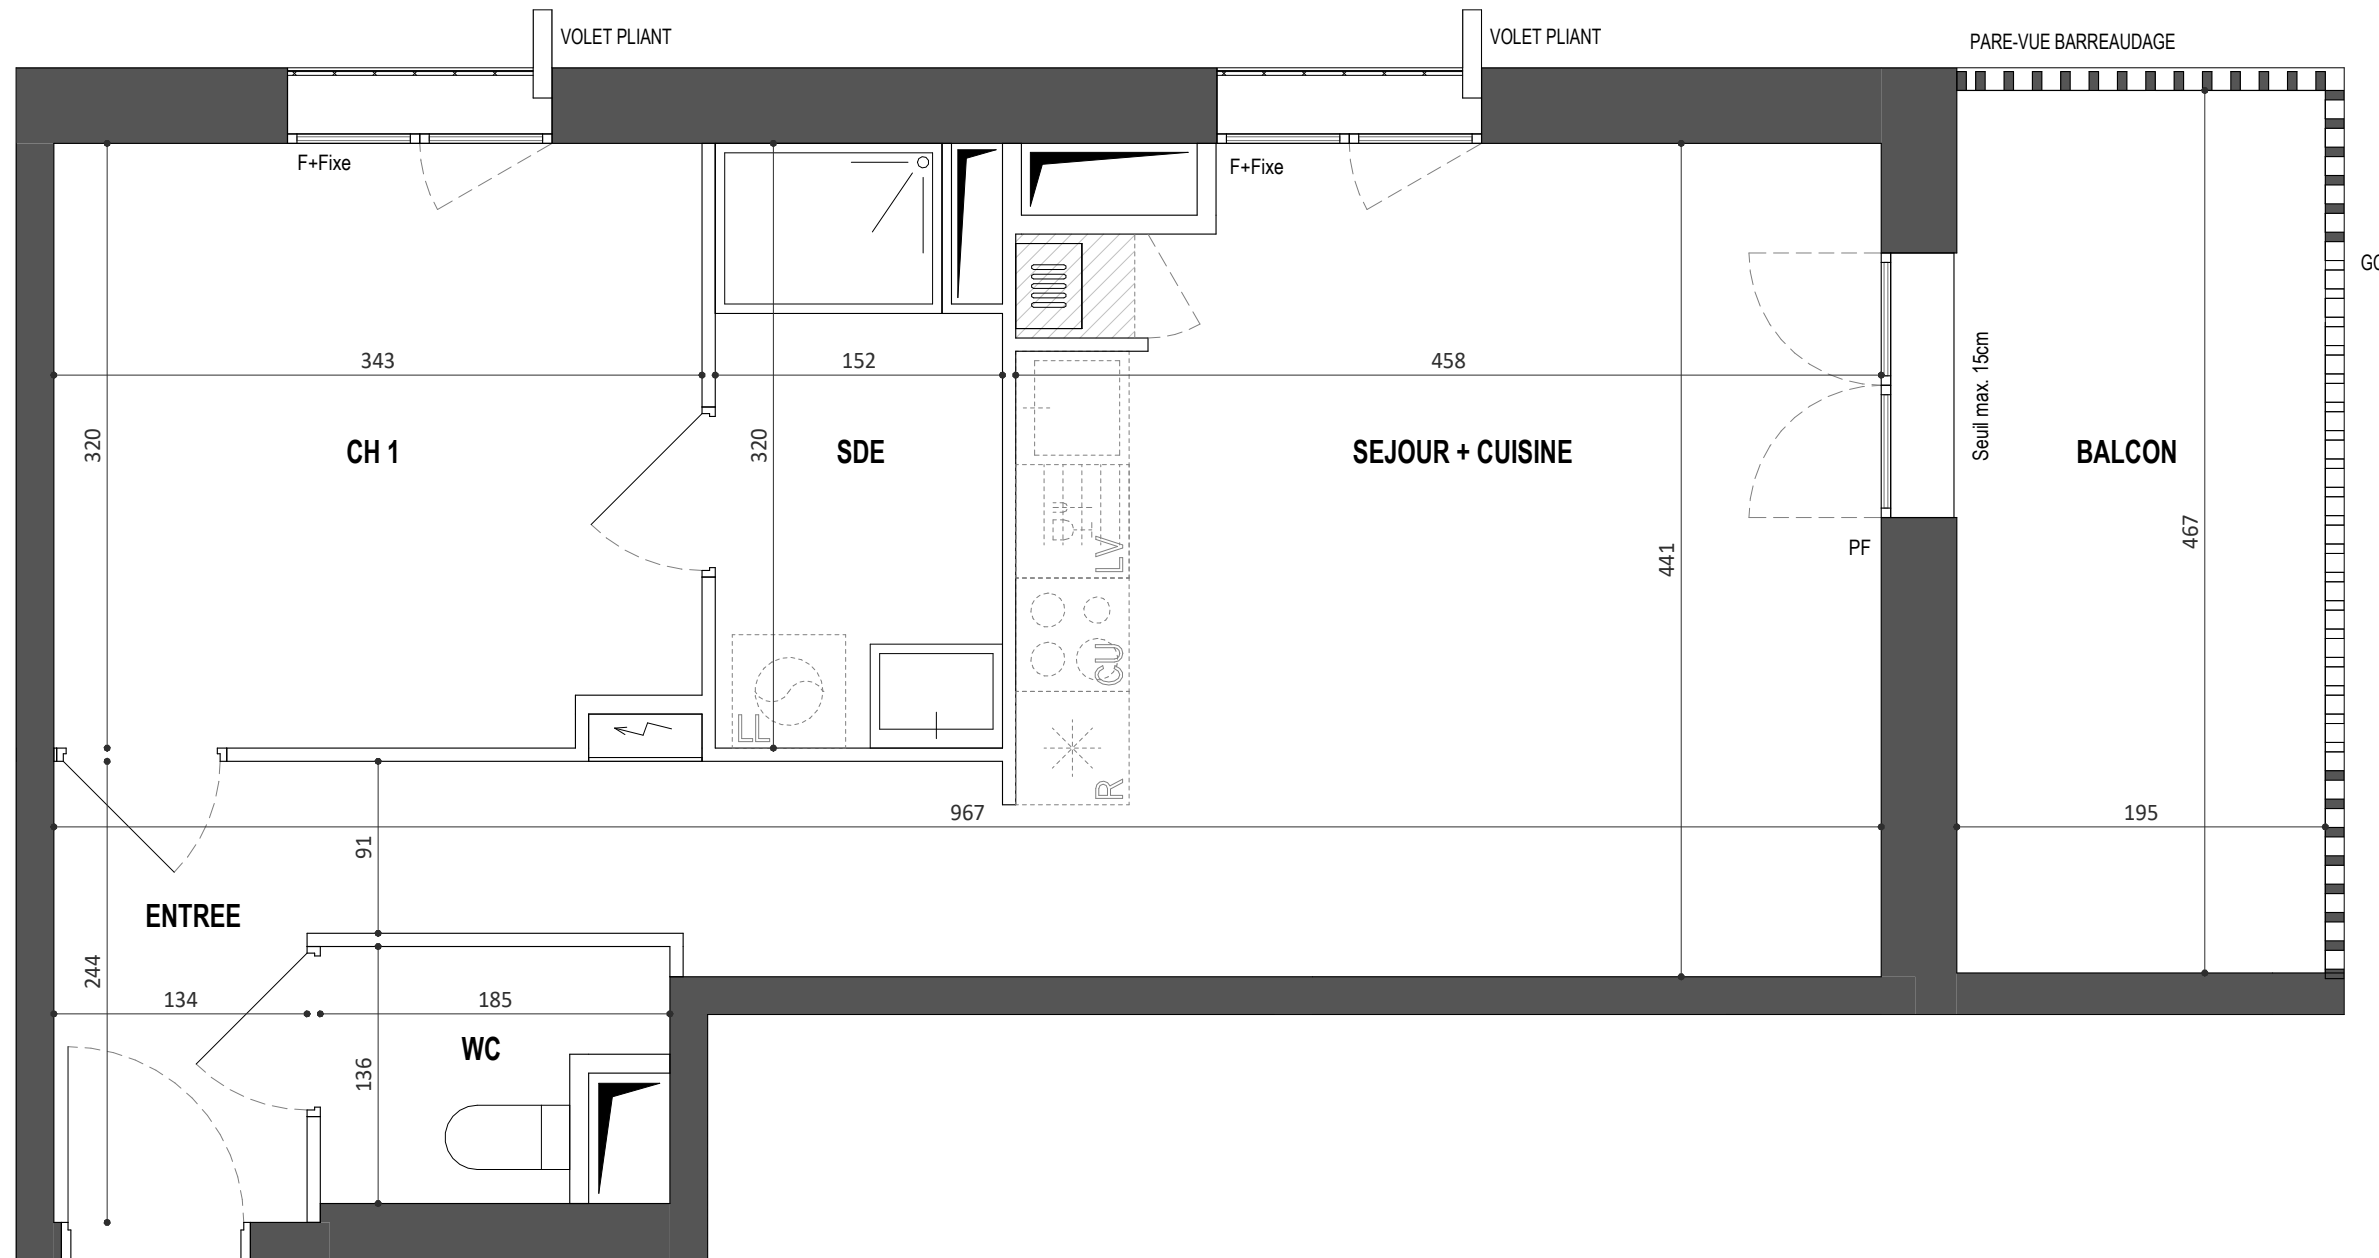 VOLET PLIANT
VOLET PLIANT
PARE-VUE BARREAUDAGE
F+Fixe
F+Fixe
GC
343
152
458
Seuil max. 15cm
320
CH 1
320
SDE
SEJOUR + CUISINE
BALCON
LV
441
PF
467
CU
LL
R
967
195
91
ENTREE
244
134
185
WC
136